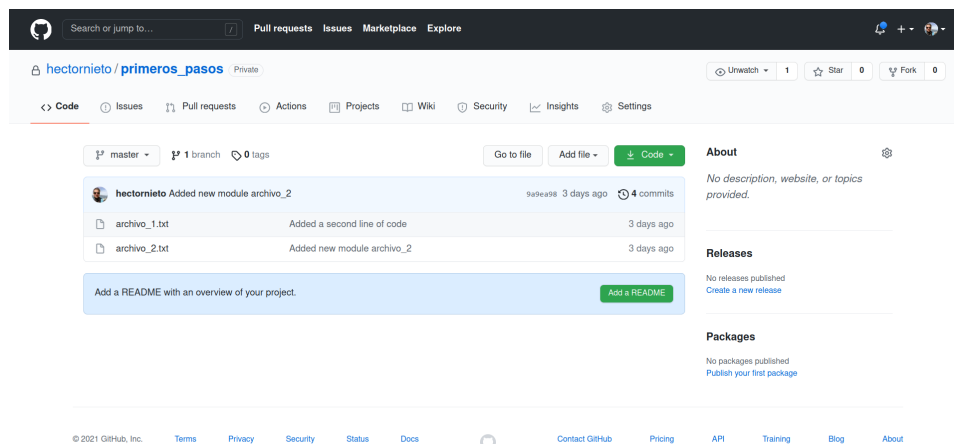 Search or jump to... / Pull requests Issues Marketplace Explore
hectornieto / primeros_pasos Private Unwatch 1 Star 0 Fork 0
Code Issues Pull requests Actions Projects Wiki Security Insights Settings
master 1 branch 0 tags Go to file Add file Code
About
No description, website, or topics
provided.
hectornieto Added new module archivo_2 9a9ea98 3 days ago 4 commits
archivo_1.txt Added a second line of code 3 days ago
archivo_2.txt Added new module archivo_2 3 days ago
Releases
No releases published
Create a new release
Add a README with an overview of your project. Add a README
Packages
No packages published
Publish your first package
© 2021 GitHub, Inc. Terms Privacy Security Status Docs Contact GitHub Pricing API Training Blog About